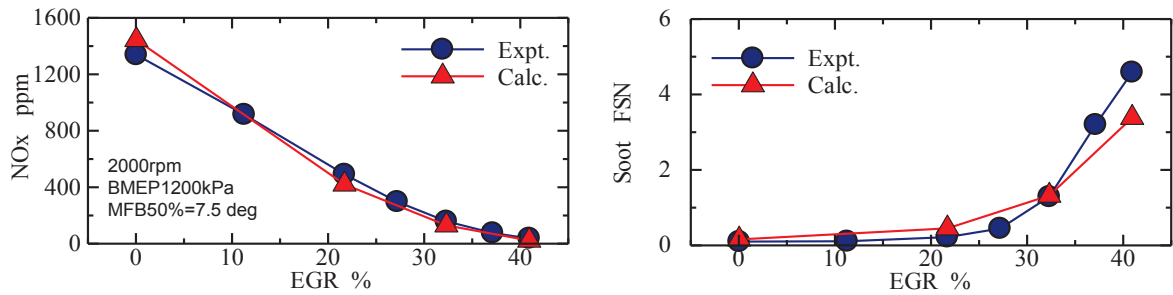 1600
1200
800
400
0
NOx ppm
Expt.
Calc.
2000rpm
BMEP1200kPa
MFB50%=7.5 deg
0 10 20 30 40
EGR %
6
4
2
0
Soot FSN
Expt.
Calc.
0 10 20 30 40
EGR %